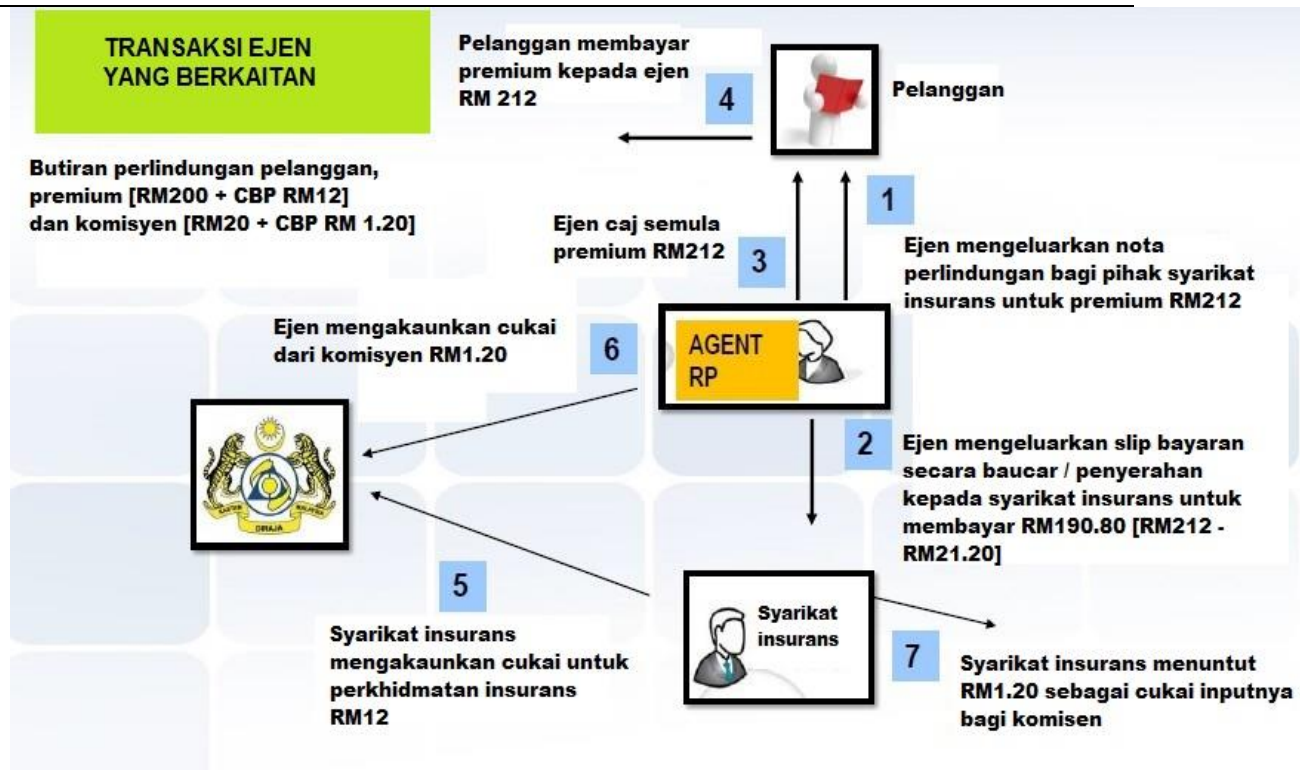 TRANSAKSI EJEN
YANG BERKAITAN
Butiran perlindungan pelanggan,
premium [RM200 + CBP RM12]
dan komisyen [RM20 + CBP RM 1.20]
Pelanggan membayar
premium kepada ejen
RM 212
4
Pelanggan
1
Ejen mengeluarkan nota
perlindungan bagi pihak syarikat
insurans untuk premium RM212
Ejen caj semula
premium RM212
3
Ejen mengakaunkan cukai
dari komisyen RM1.20
6
AGENT
RP
2
Ejen mengeluarkan slip bayaran
secara baucar / penyerahan
kepada syarikat insurans untuk
membayar RM190.80 [RM212 -
RM21.20]
KASTAM DIRAJA MALAYSIA
5
Syarikat insurans
mengakaunkan cukai untuk
perkhidmatan insurans
RM12
Syarikat
insurans
7
Syarikat insurans menuntut
RM1.20 sebagai cukai inputnya
bagi komisen